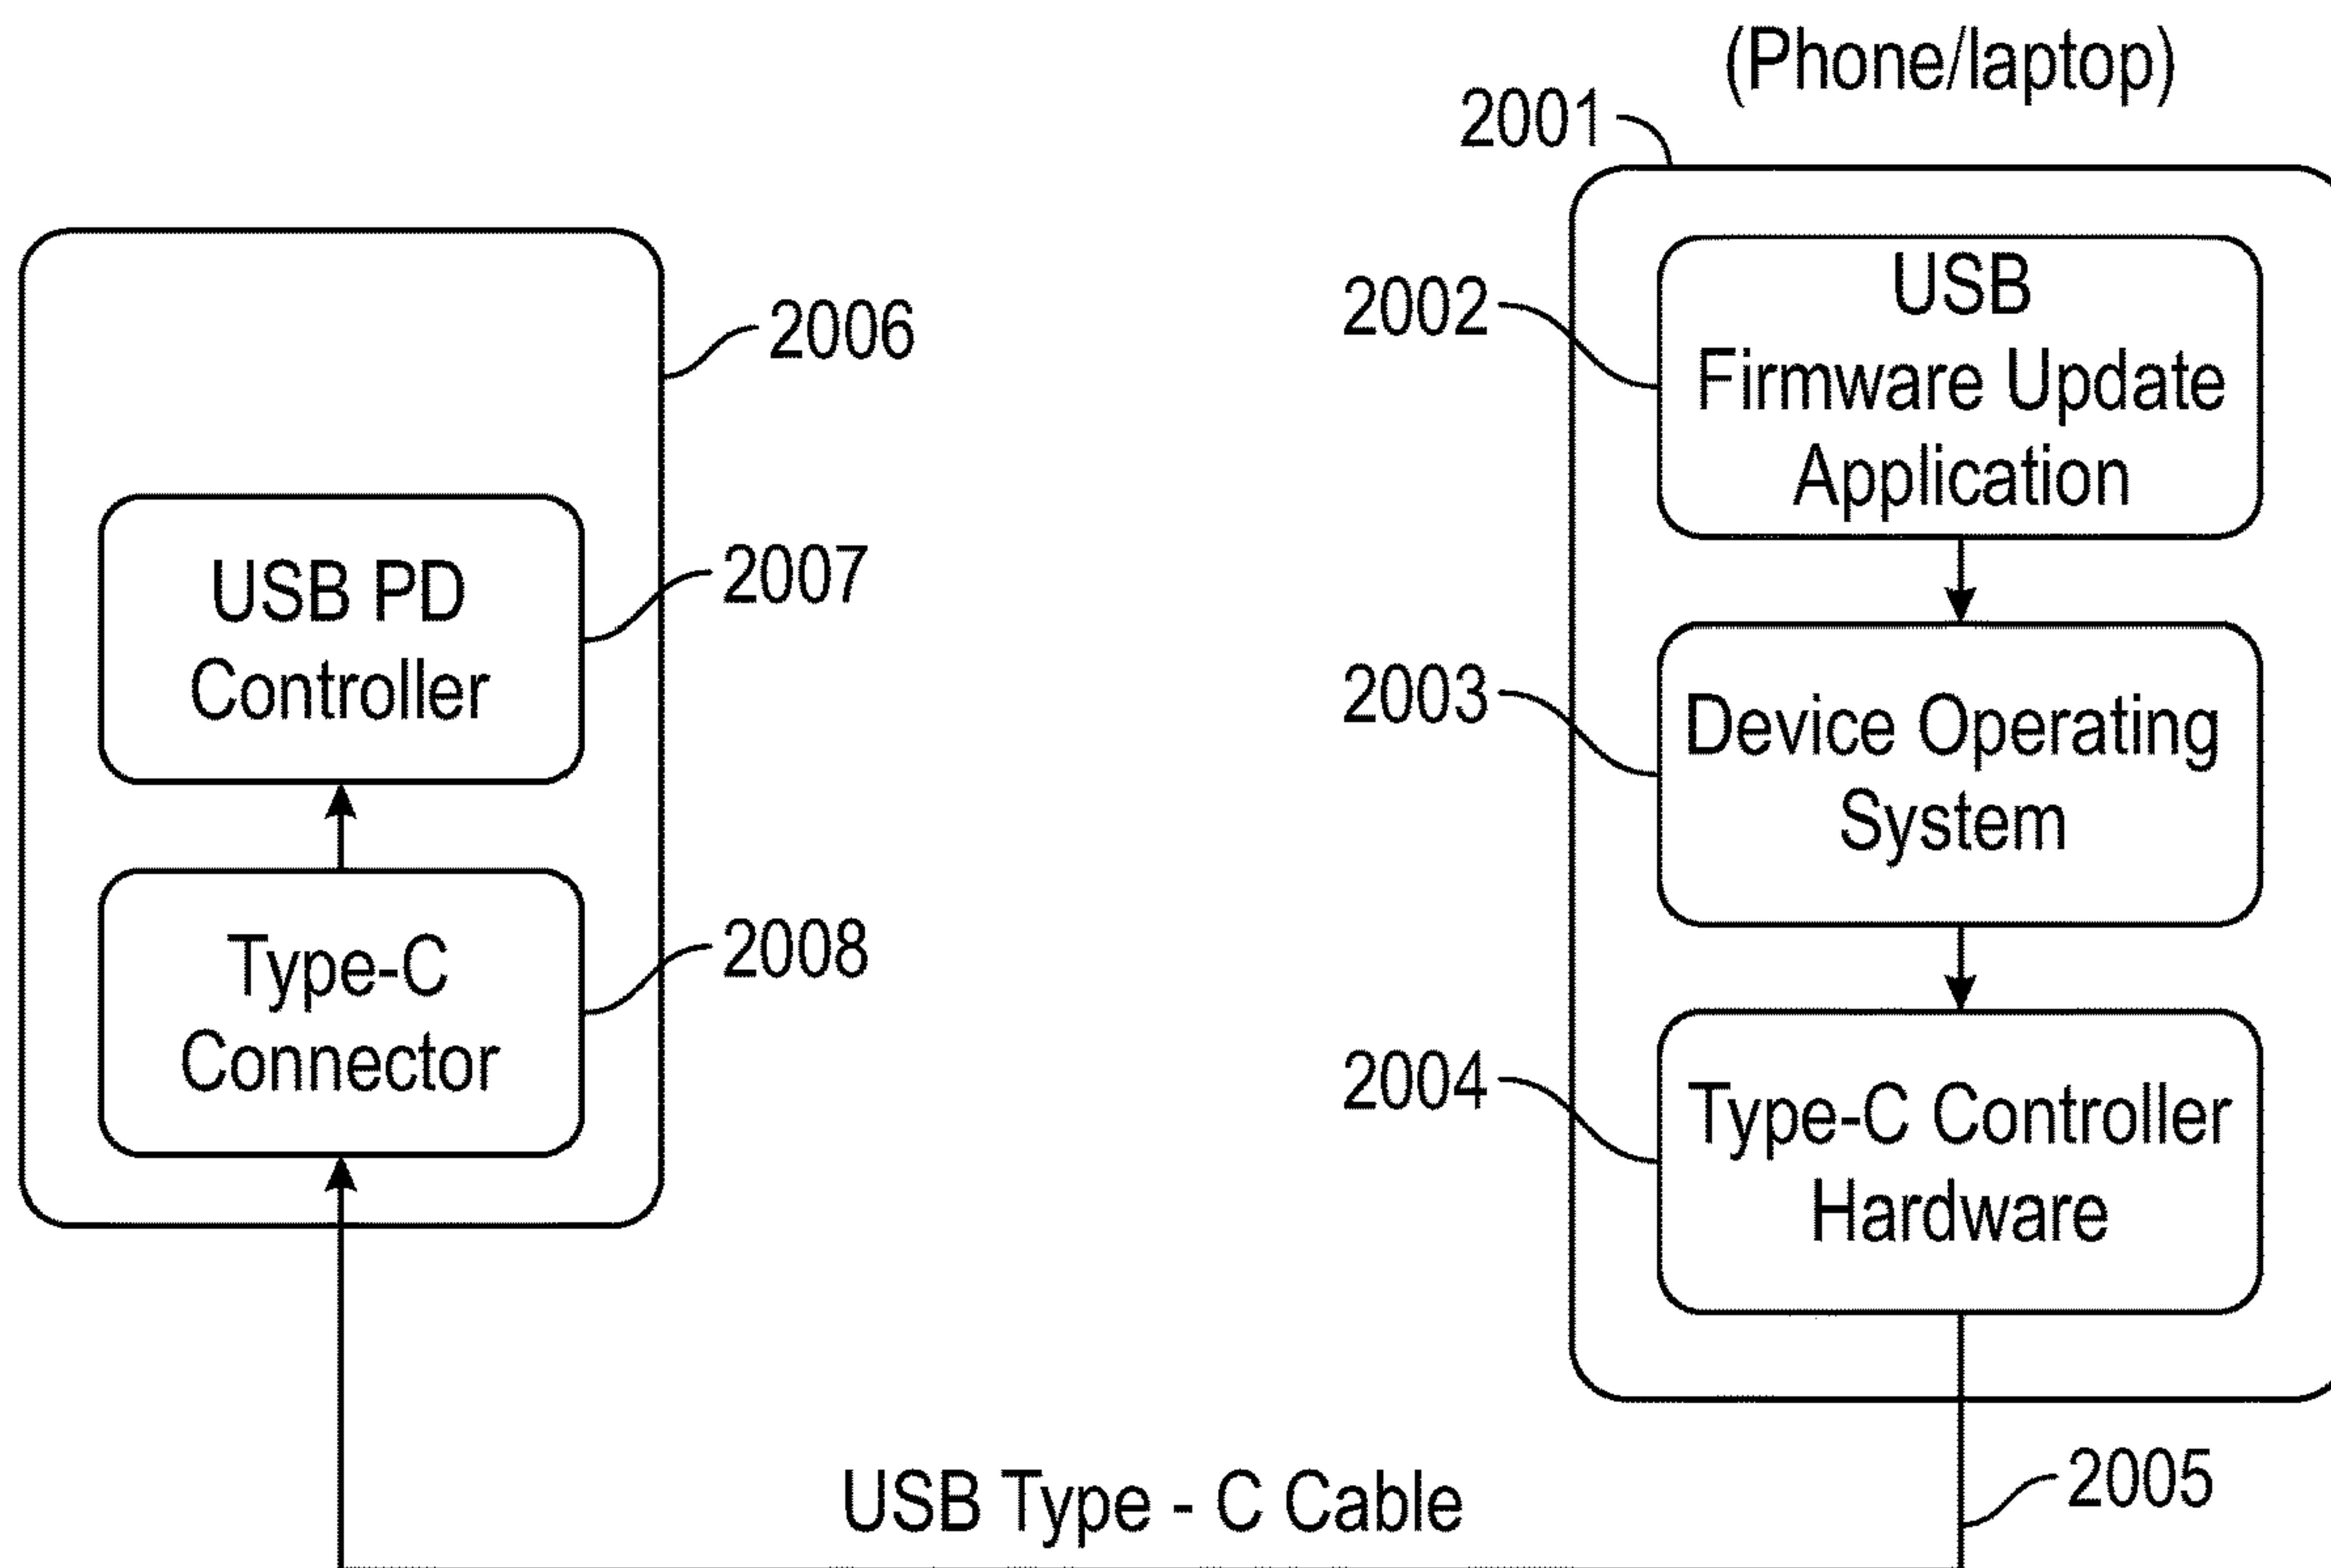 (Phone/laptop)
2001
2006
2002
USB
Firmware Update
Application
USB PD
Controller
2007
2003
Device Operating
System
Type-C
Connector
2008
2004
Type-C Controller
Hardware
USB Type - C Cable
2005